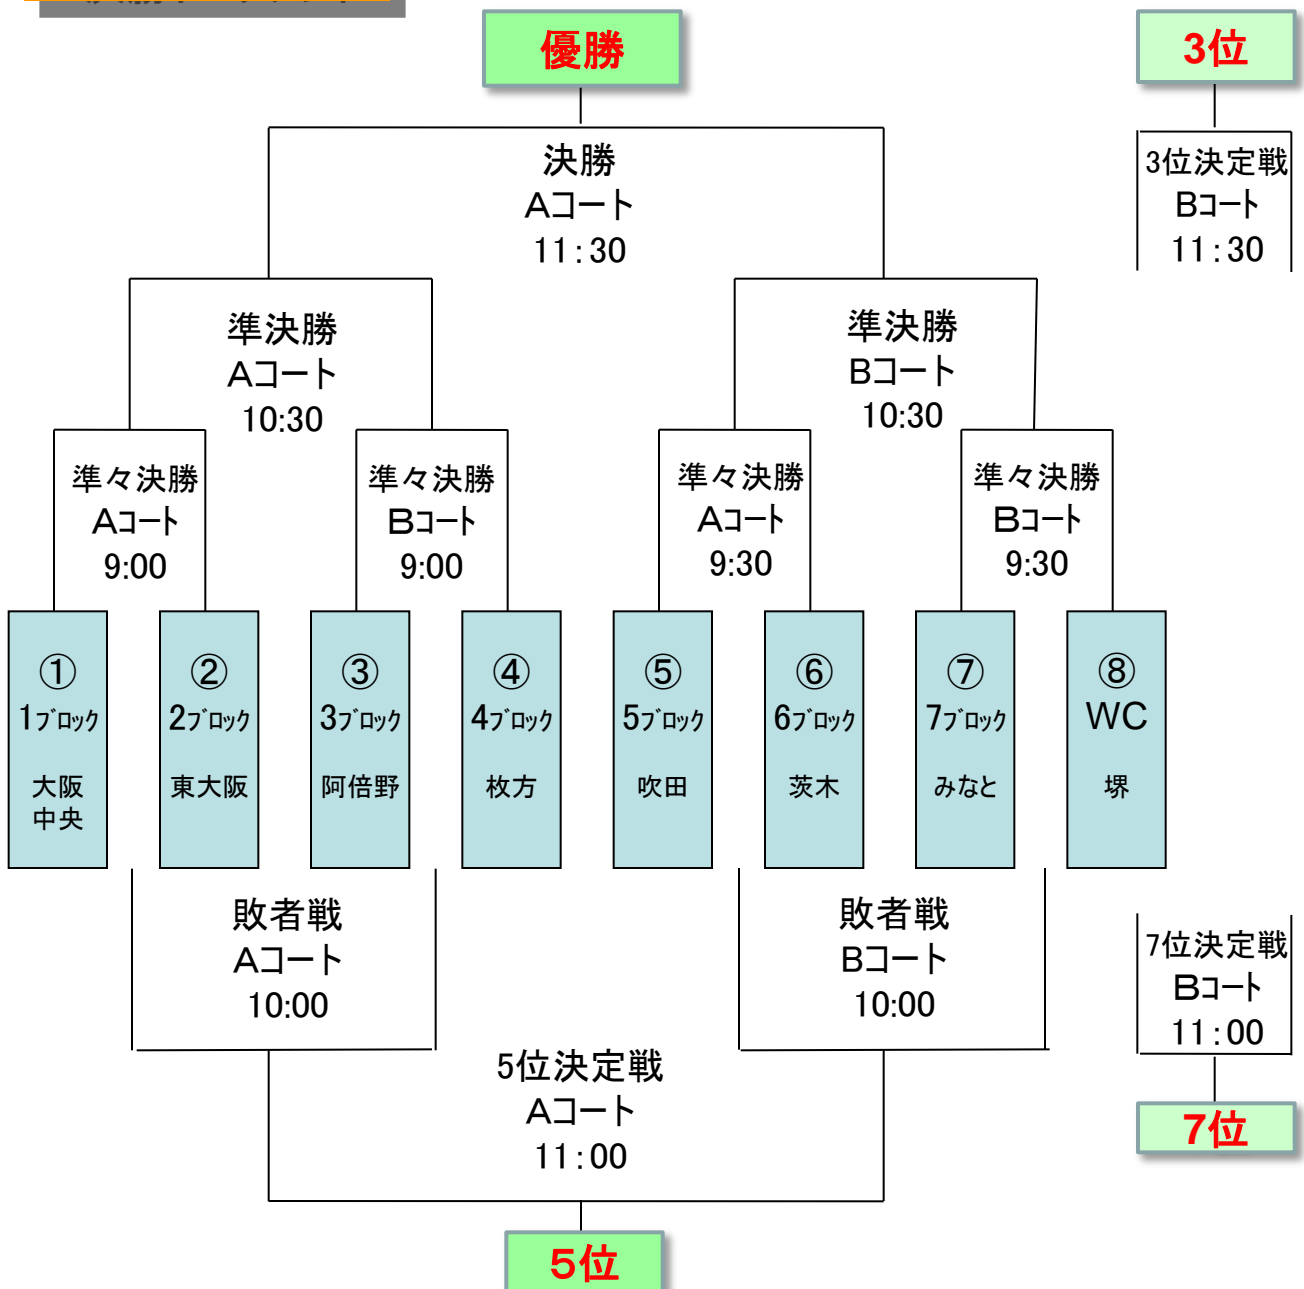 優勝
3位
決勝
Aコート
11:30
3位決定戦
Bコート
11:30
準決勝
Aコート
10:30
準決勝
Bコート
10:30
準々決勝
Aコート
9:00
準々決勝
Bコート
9:00
準々決勝
Aコート
9:30
準々決勝
Bコート
9:30
①
1ブロック
大阪
中央
②
2ブロック
東大阪
③
3ブロック
阿倍野
④
4ブロック
枚方
⑤
5ブロック
吹田
⑥
6ブロック
茨木
⑦
7ブロック
みなと
⑧
WC
堺
敗者戦
Aコート
10:00
敗者戦
Bコート
10:00
7位決定戦
Bコート
11:00
5位決定戦
Aコート
11:00
7位
5位